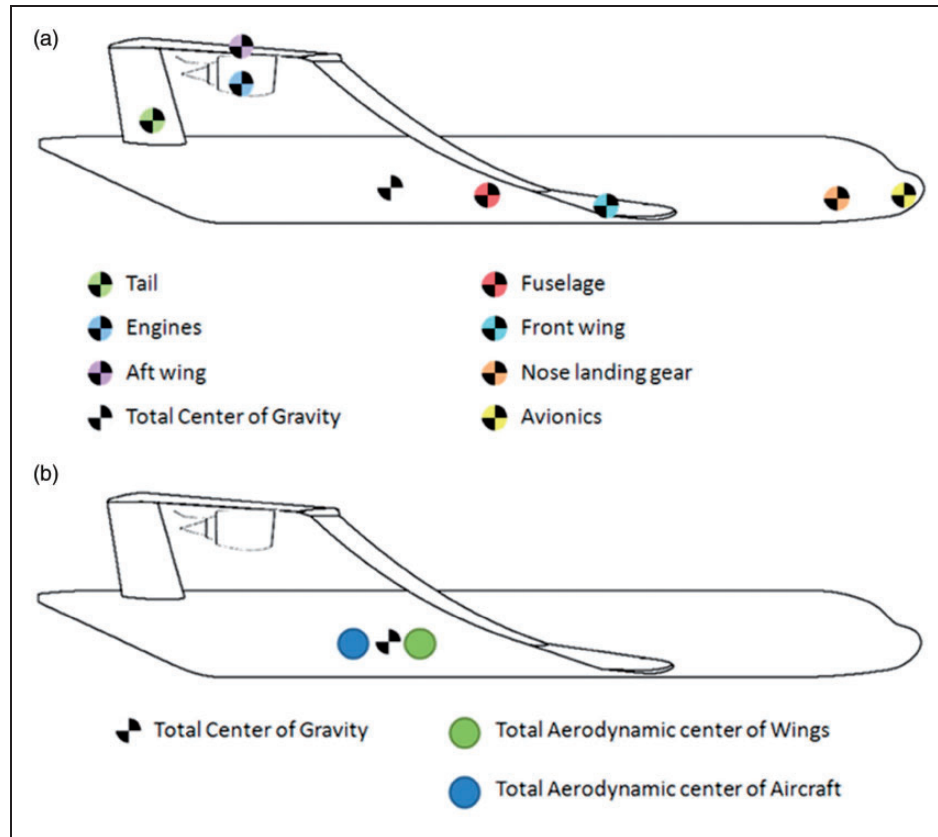 (a)
Tail
Fuselage
Engines
Front wing
Aft wing
Nose landing gear
Total Center of Gravity
Avionics
(b)
Total Center of Gravity
Total Aerodynamic center of Wings
Total Aerodynamic center of Aircraft